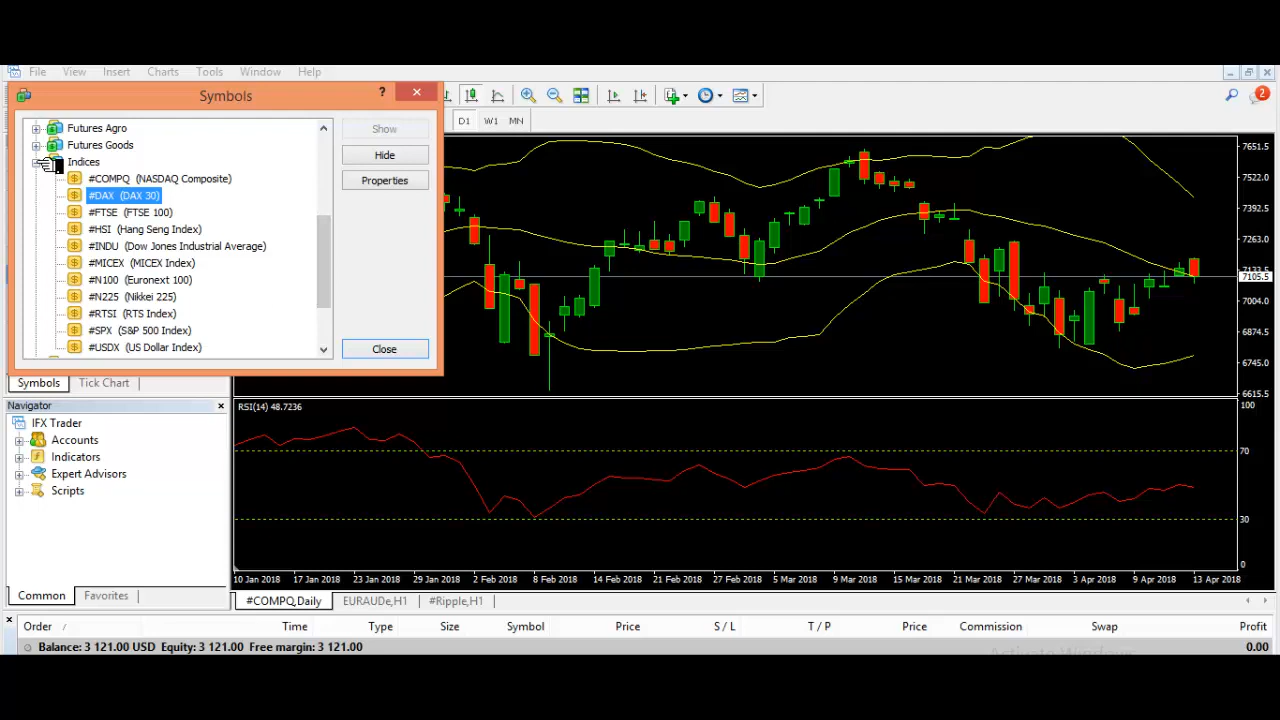 File View Insert Charts Tools Window Help
2
Symbols ?
D1 W1 MN
Futures Agro
Futures Goods
Indices
#COMPQ (NASDAQ Composite)
#DAX (DAX 30)
#FTSE (FTSE 100)
#HSI (Hang Seng Index)
#INDU (Dow Jones Industrial Average)
#MICEX (MICEX Index)
#N100 (Euronext 100)
#N225 (Nikkei 225)
#RTSI (RTS Index)
#SPX (S&P 500 Index)
#USDX (US Dollar Index)
Show
Hide
Properties
Close
Symbols Tick Chart
Navigator
IFX Trader
Accounts
Indicators
Expert Advisors
Scripts
Common Favorites
7651.5
7522.0
7392.5
7263.0
7133.5
7105.5
7004.0
6874.5
6745.0
6615.5
RSI(14) 48.7236
100
70
30
0
10 Jan 2018 17 Jan 2018 23 Jan 2018 29 Jan 2018 2 Feb 2018 8 Feb 2018 14 Feb 2018 21 Feb 2018 27 Feb 2018 5 Mar 2018 9 Mar 2018 15 Mar 2018 21 Mar 2018 27 Mar 2018 3 Apr 2018 9 Apr 2018 13 Apr 2018
#COMPQ,Daily EURAUDe,H1 #Ripple,H1
Order / Time Type Size Symbol Price S / L T / P Price Commission Swap Profit
Balance: 3 121.00 USD Equity: 3 121.00 Free margin: 3 121.00 0.00
Activate Windows